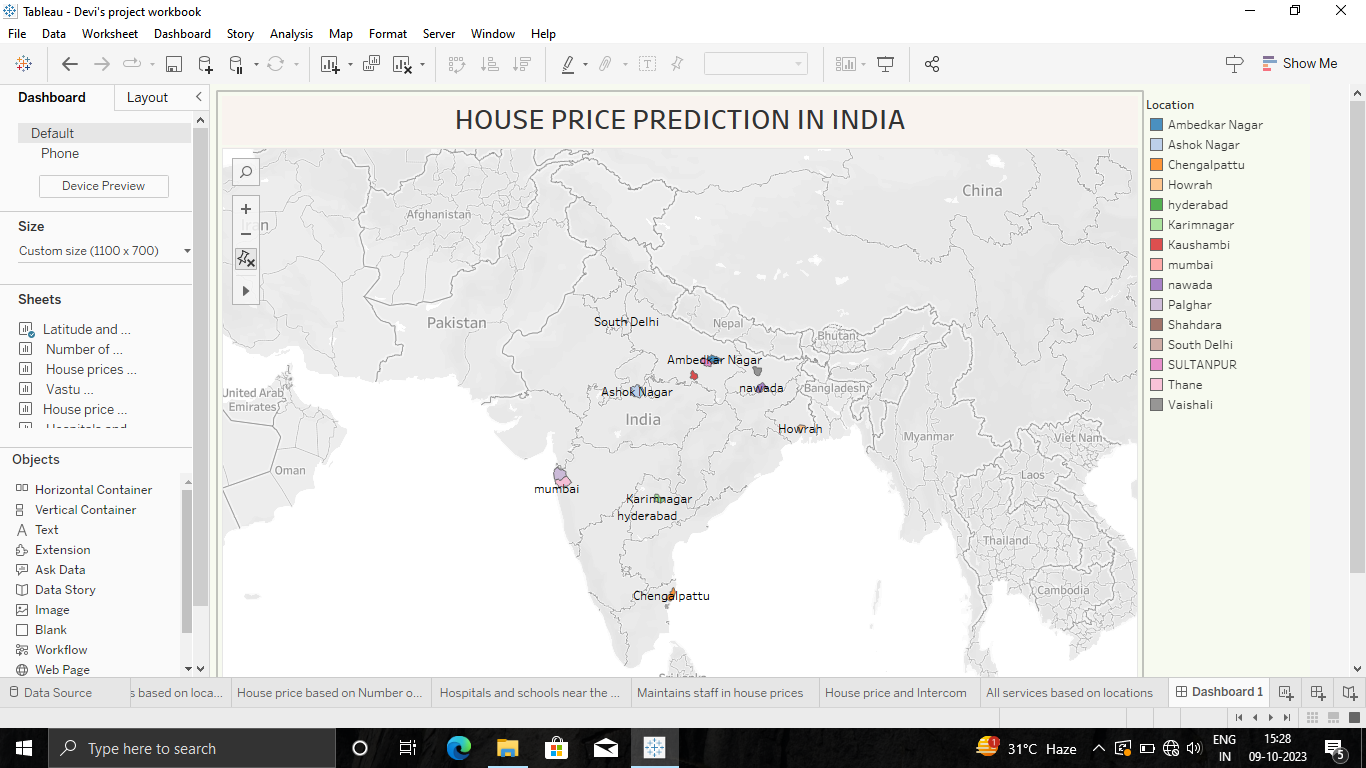 Tableau - Devi's project workbook
File Data Worksheet Dashboard Story Analysis Map Format Server Window Help
Show Me
Dashboard Layout
Default
Phone
Device Preview
Size
Custom size (1100 x 700)
Sheets
Latitude and ...
Number of ...
House prices ...
Vastu ...
House price ...
Objects
Horizontal Container
Vertical Container
Text
Extension
Ask Data
Data Story
Image
Blank
Workflow
Web Page
HOUSE PRICE PREDICTION IN INDIA
China
Afghanistan
Iran
Pakistan
South Delhi
Nepal
Bhutan
Ambedkar Nagar
United Arab
Emirates
Ashok Nagar
nawada
Bangladesh
India
Howrah
Myanmar
Viet Nam
Oman
Laos
mumbai
Karimnagar
hyderabad
Thailand
Cambodia
Chengalpattu
Sri Lanka
Location
Ambedkar Nagar
Ashok Nagar
Chengalpattu
Howrah
hyderabad
Karimnagar
Kaushambi
mumbai
nawada
Palghar
Shahdara
South Delhi
SULTANPUR
Thane
Vaishali
Data Source
s based on loca...
House price based on Number o...
Hospitals and schools near the ...
Maintains staff in house prices
House price and Intercom
All services based on locations
Dashboard 1
Type here to search
1
31°C Haze
ENG
IN
15:28
09-10-2023
5